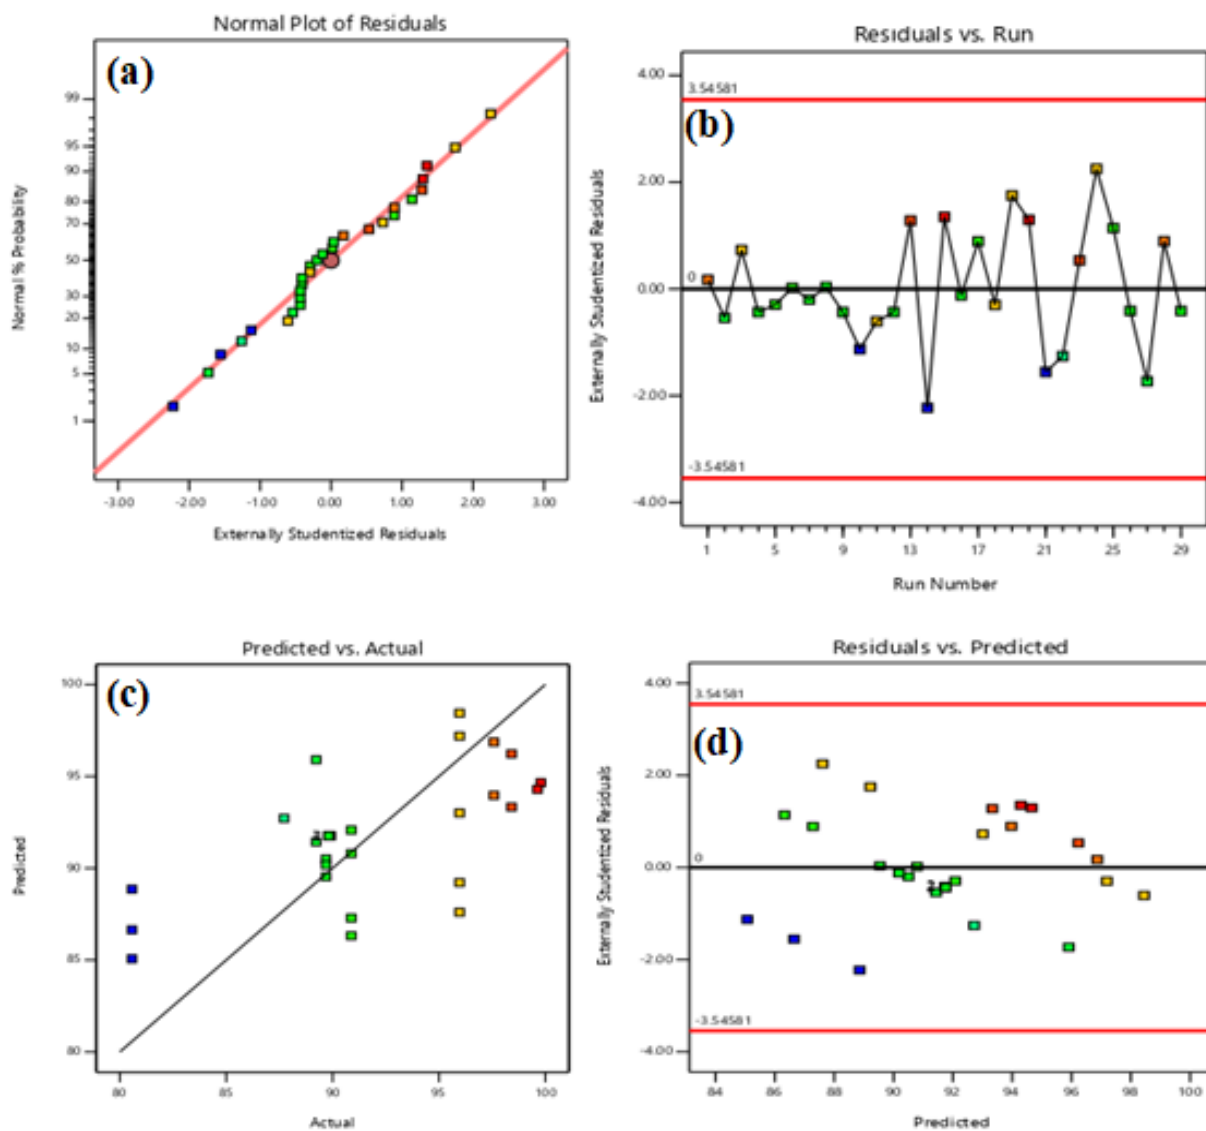 Normal Plot of Residuals
(a)
Normal % Probability
99
95
90
80
70
50
30
20
10
5
1
-3.00 -2.00 -1.00 0.00 1.00 2.00 3.00
Externally Studentized Residuals
Residuals vs. Run
(b)
Externally Studentized Residuals
4.00
3.54581
2.00
0
0.00
-2.00
-3.54581
-4.00
1 5 9 13 17 21 25 29
Run Number
Predicted vs. Actual
(c)
Predicted
100
95
90
85
80
80 85 90 95 100
Actual
Residuals vs. Predicted
(d)
Externally Studentized Residuals
4.00
3.54581
2.00
0
0.00
-2.00
-3.54581
-4.00
84 86 88 90 92 94 96 98 100
Predicted